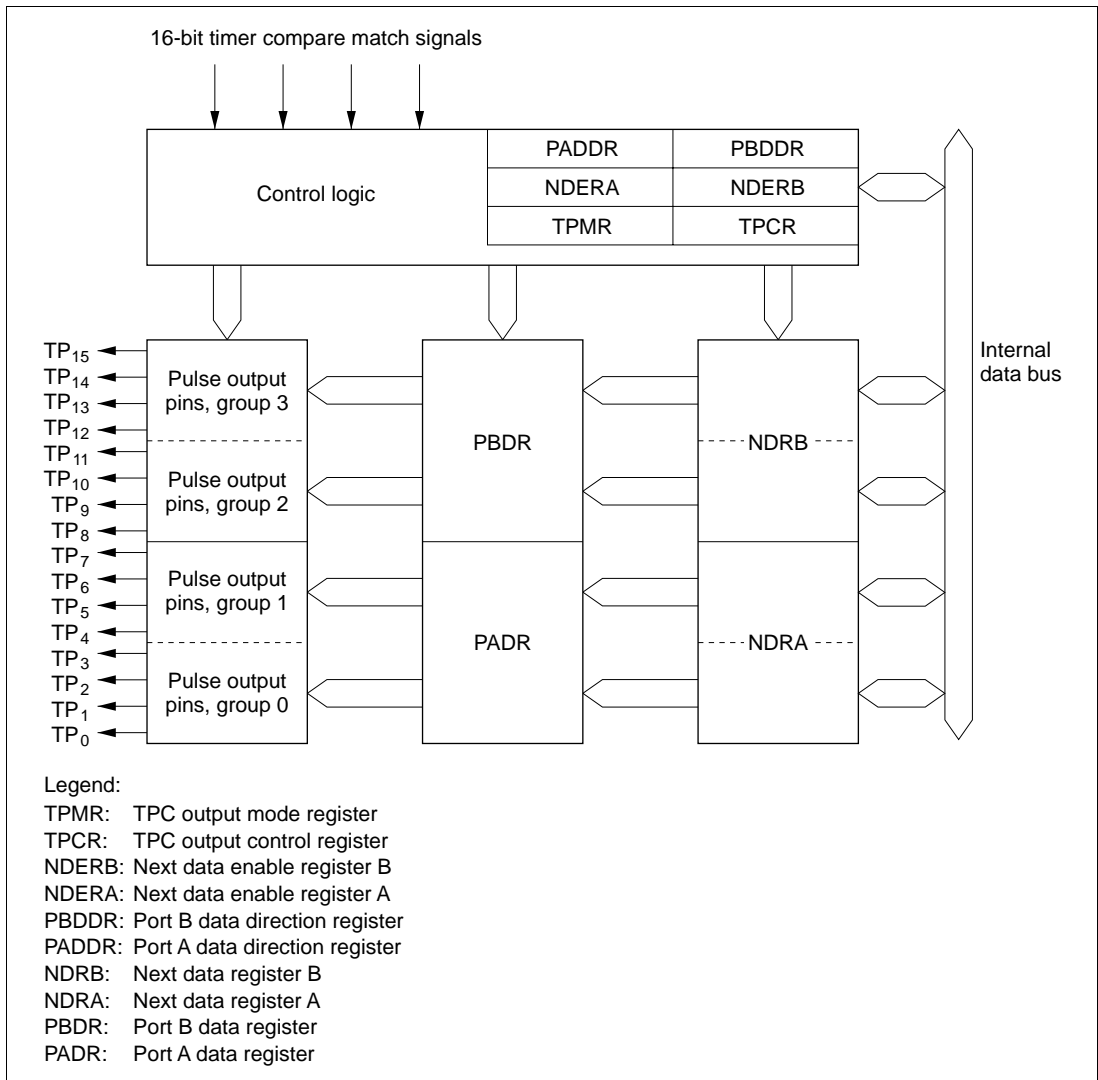 16-bit timer compare match signals
PADDR PBDDR
Control logic NDERA NDERB
TPMR TPCR
Internal
data bus
TP15
TP14
TP13
TP12
TP11
TP10
TP9
TP8
TP7
TP6
TP5
TP4
TP3
TP2
TP1
TP0
Pulse output
pins, group 3
Pulse output
pins, group 2
Pulse output
pins, group 1
Pulse output
pins, group 0
PBDR
PADR
NDRB
NDRA
Legend:
TPMR: TPC output mode register
TPCR: TPC output control register
NDERB: Next data enable register B
NDERA: Next data enable register A
PBDDR: Port B data direction register
PADDR: Port A data direction register
NDRB: Next data register B
NDRA: Next data register A
PBDR: Port B data register
PADR: Port A data register